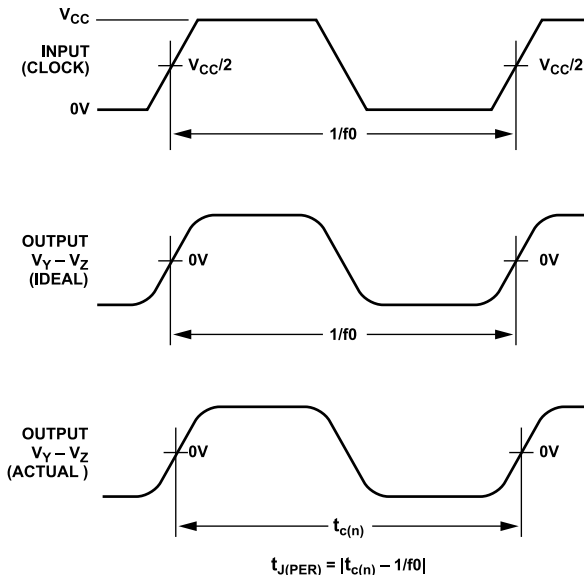 VCC
INPUT
(CLOCK)
VCC/2
VCC/2
0V
1/f0
OUTPUT
VY – VZ
(IDEAL)
0V
0V
1/f0
OUTPUT
VY – VZ
(ACTUAL )
0V
0V
tc(n)
tJ(PER) = |tc(n) – 1/f0|